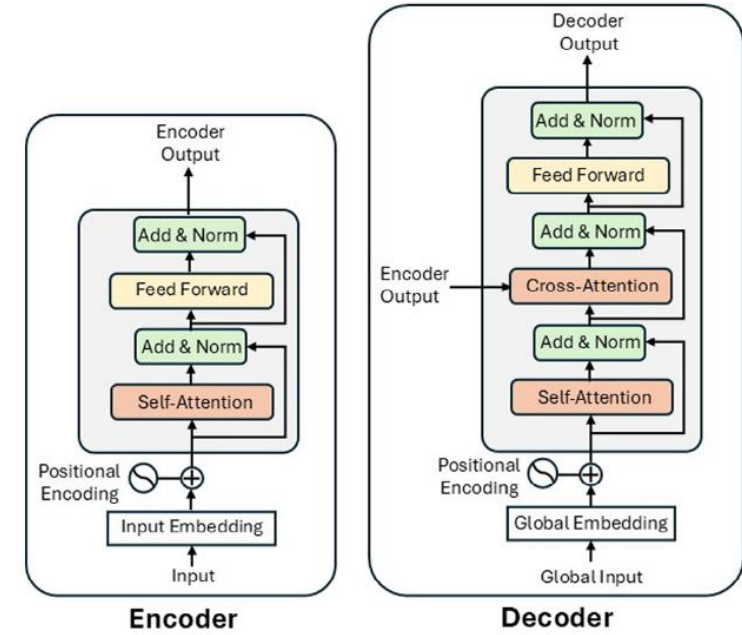 Encoder
Output
Add & Norm
Feed Forward
Add & Norm
Self-Attention
Positional
Encoding
Input Embedding
Input
Encoder
Decoder
Output
Add & Norm
Feed Forward
Add & Norm
Encoder
Output
Cross-Attention
Add & Norm
Self-Attention
Positional
Encoding
Global Embedding
Global Input
Decoder